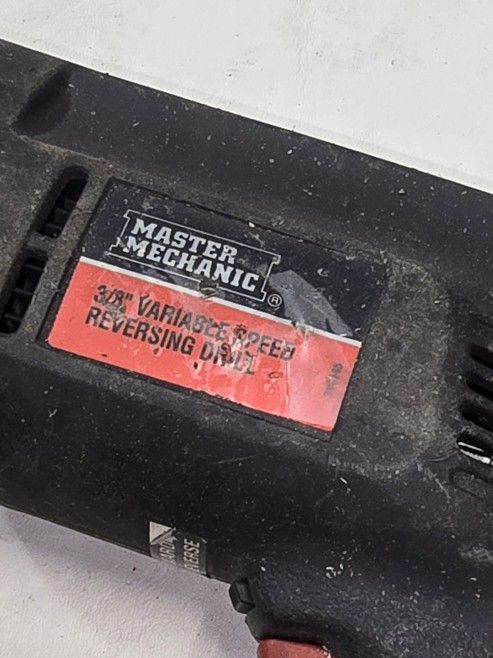 MASTER
MECHANIC ®
3/8" VARIABLE SPEED
REVERSING DRILL